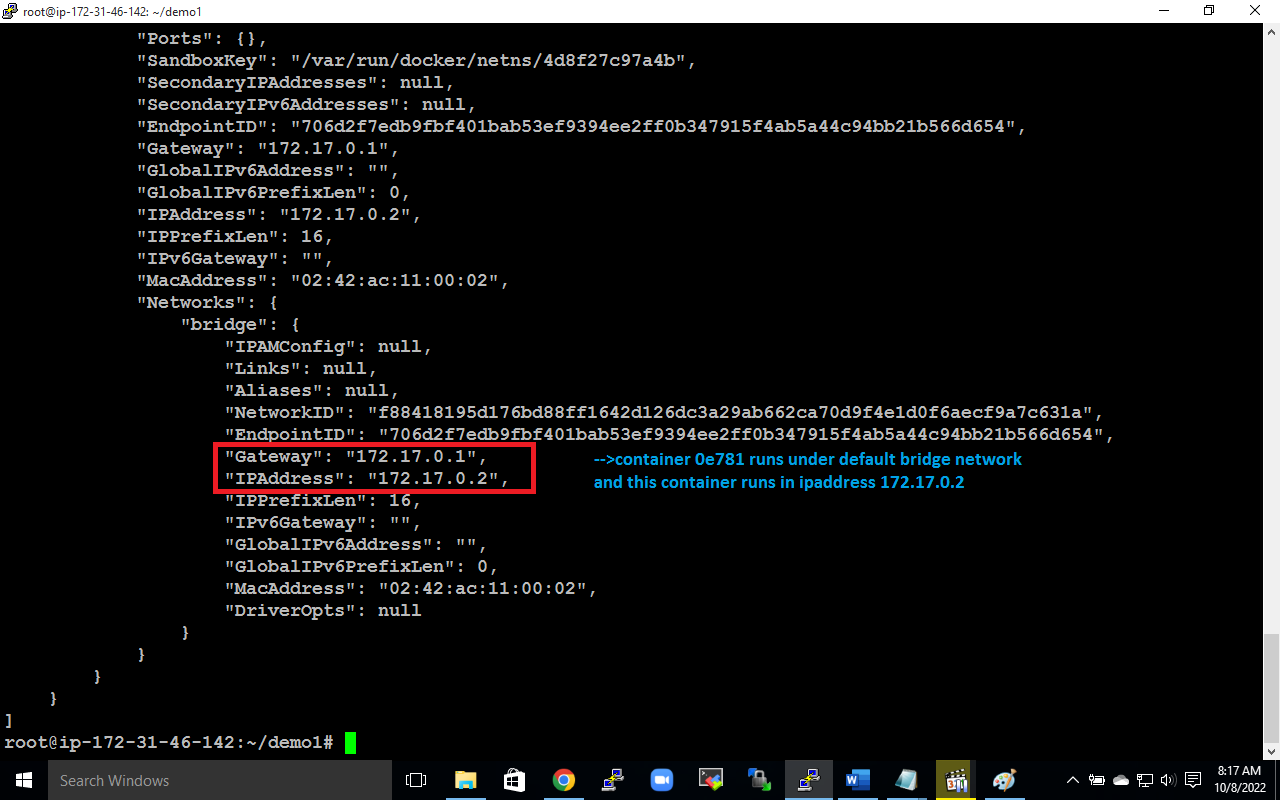 root@ip-172-31-46-142: ~/demo1
"Ports": {},
"SandboxKey": "/var/run/docker/netns/4d8f27c97a4b",
"SecondaryIPAddresses": null,
"SecondaryIPv6Addresses": null,
"EndpointID": "706d2f7edb9fbf401bab53ef9394ee2ff0b347915f4ab5a44c94bb21b566d654",
"Gateway": "172.17.0.1",
"GlobalIPv6Address": "",
"GlobalIPv6PrefixLen": 0,
"IPAddress": "172.17.0.2",
"IPPrefixLen": 16,
"IPv6Gateway": "",
"MacAddress": "02:42:ac:11:00:02",
"Networks": {
"bridge": {
"IPAMConfig": null,
"Links": null,
"Aliases": null,
"NetworkID": "f88418195d176bd88ff1642d126dc3a29ab662ca70d9f4e1d0f6aecf9a7c631a",
"EndpointID": "706d2f7edb9fbf401bab53ef9394ee2ff0b347915f4ab5a44c94bb21b566d654",
"Gateway": "172.17.0.1",
"IPAddress": "172.17.0.2",
-->container 0e781 runs under default bridge network
and this container runs in ipaddress 172.17.0.2
"IPPrefixLen": 16,
"IPv6Gateway": "",
"GlobalIPv6Address": "",
"GlobalIPv6PrefixLen": 0,
"MacAddress": "02:42:ac:11:00:02",
"DriverOpts": null
}
}
}
}
]
root@ip-172-31-46-142:~/demo1#
Search Windows
8:17 AM
10/8/2022